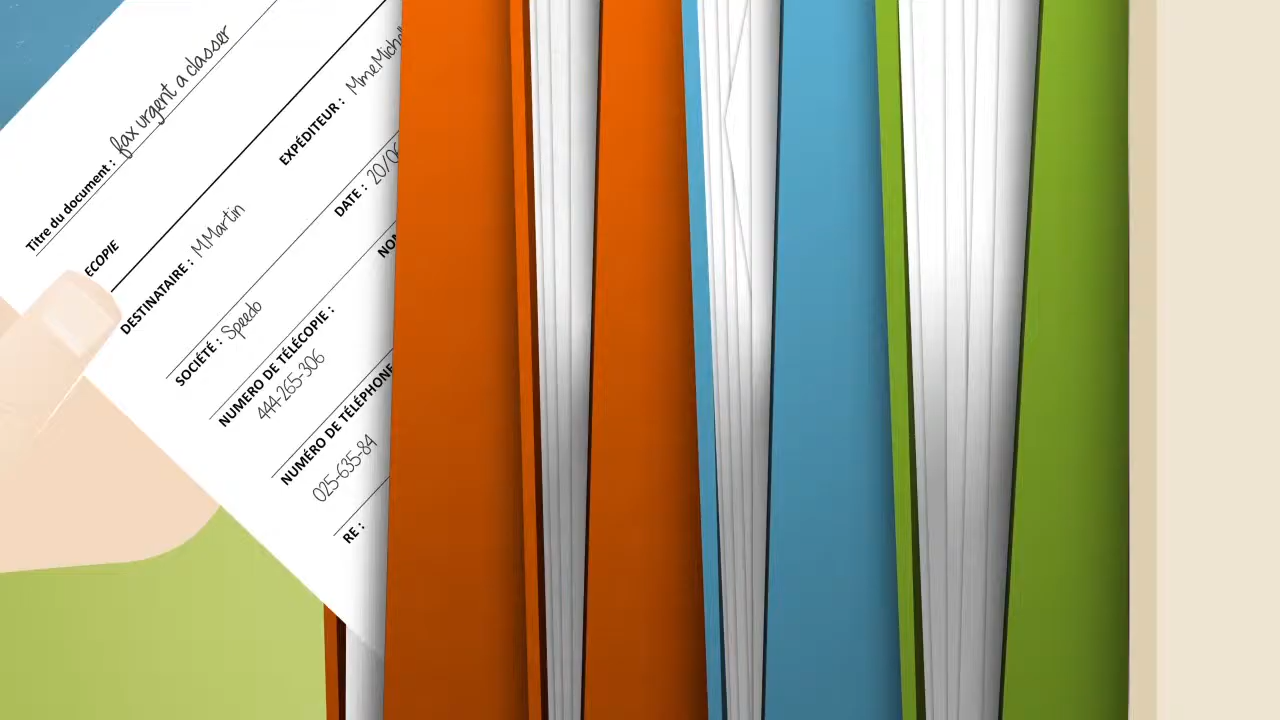 Titre du document : fax urgent a classer
ECOPIE
DESTINATAIRE : M.Martin
EXPÉDITEUR : Mme.Michel
SOCIÉTÉ : Speedo
DATE : 20/06
NUMERO DE TÉLÉCOPIE :
444-265-306
NUMÉRO DE TÉLÉPHONE
025-635-84
RE :